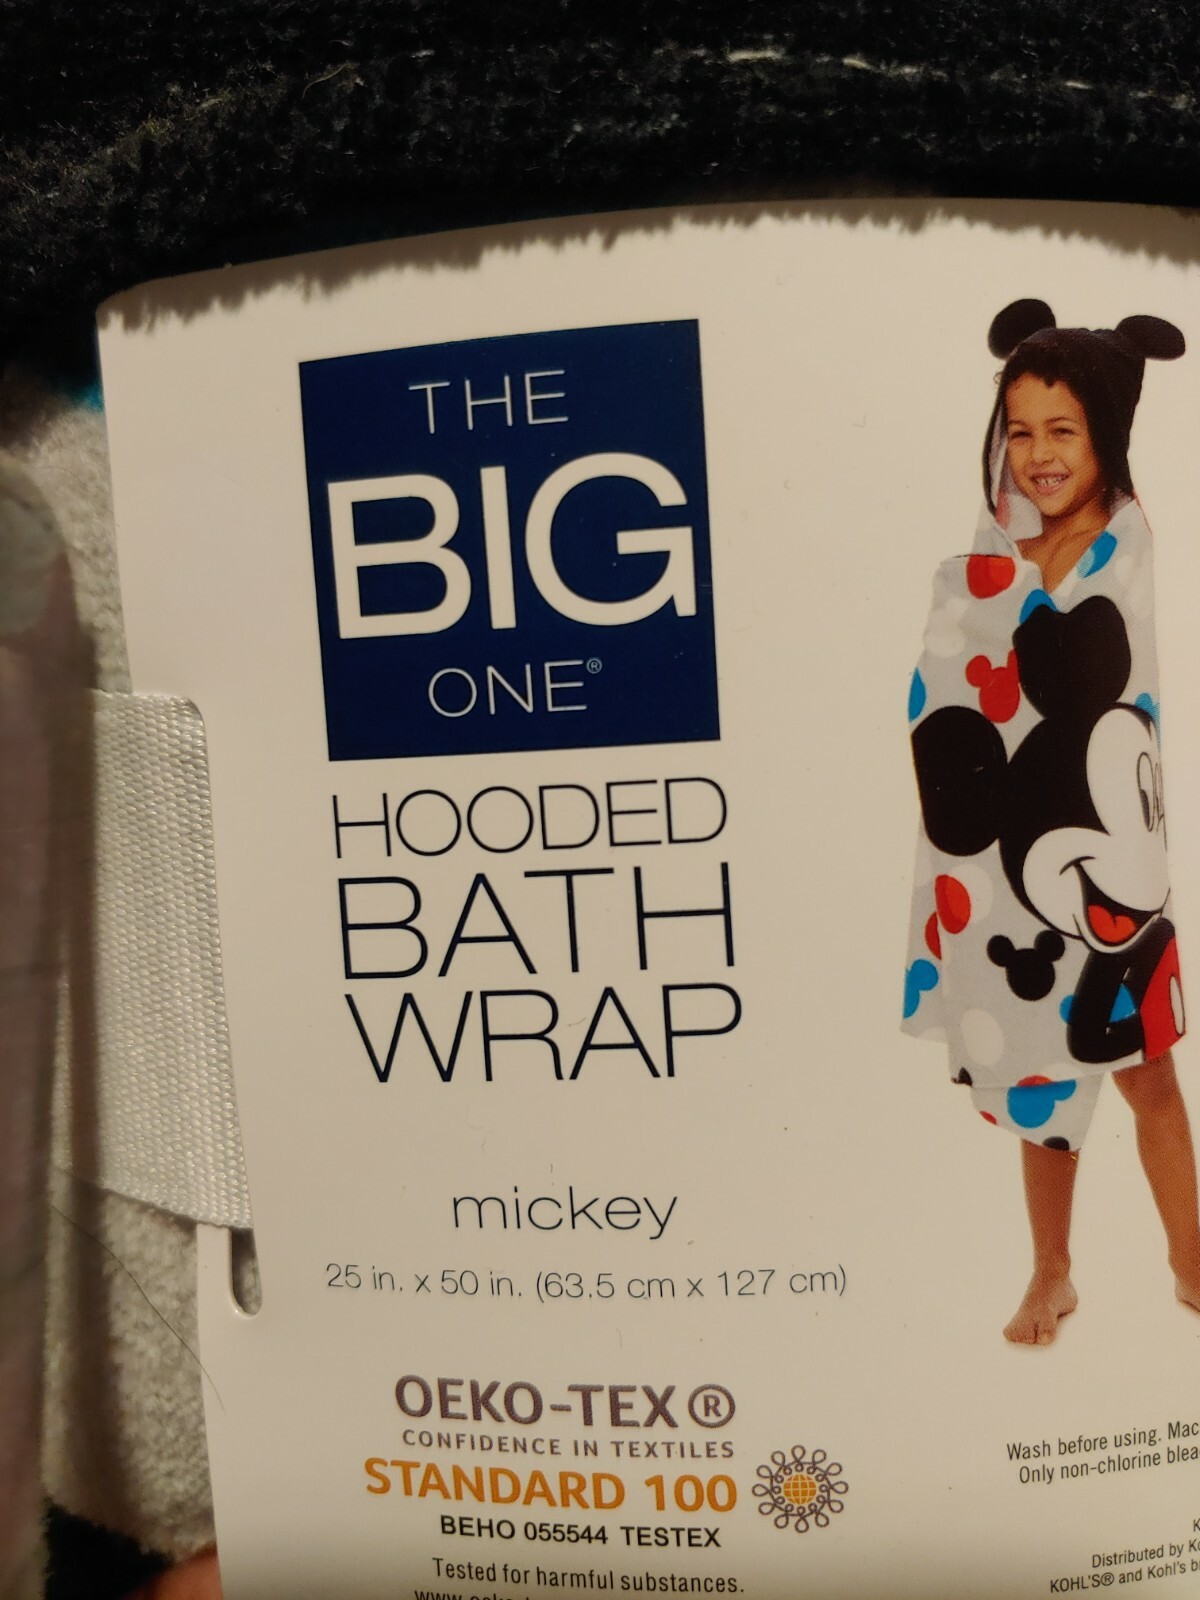 THE
BIG
ONE®
HOODED
BATH
WRAP
mickey
25 in. x 50 in. (63.5 cm x 127 cm)
OEKO-TEX®
CONFIDENCE IN TEXTILES
STANDARD 100
BEHO 055544 TESTEX
Tested for harmful substances.
Wash before using.
Only non-chlorine
Distributed by
KOHL'S® and Kohl's